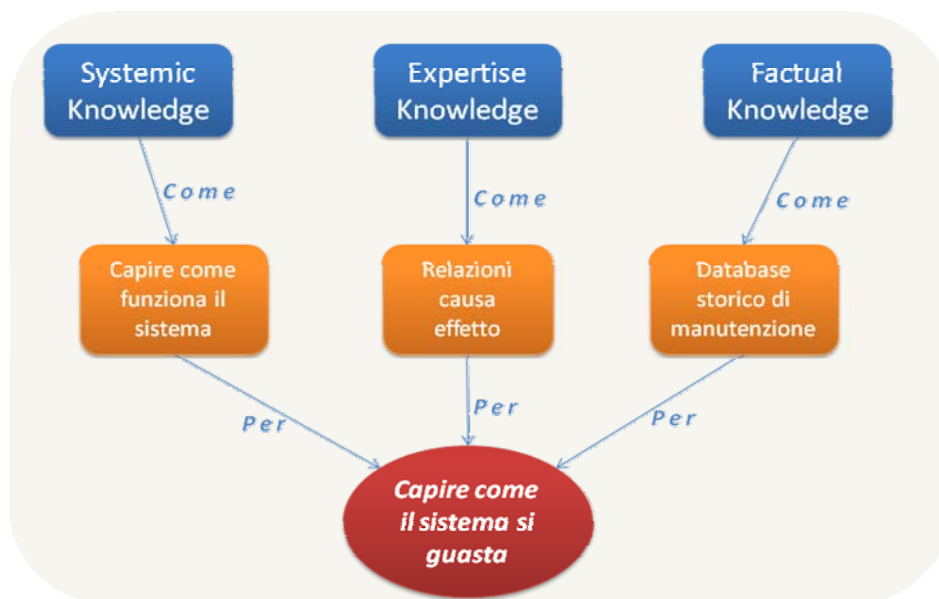 Systemic
Knowledge
Expertise
Knowledge
Factual
Knowledge
Come
Come
Come
Capire come
funziona il
sistema
Relazioni
causa
effetto
Database
storico di
manutenzione
Per
Per
Per
Capire come
il sistema si
guasta